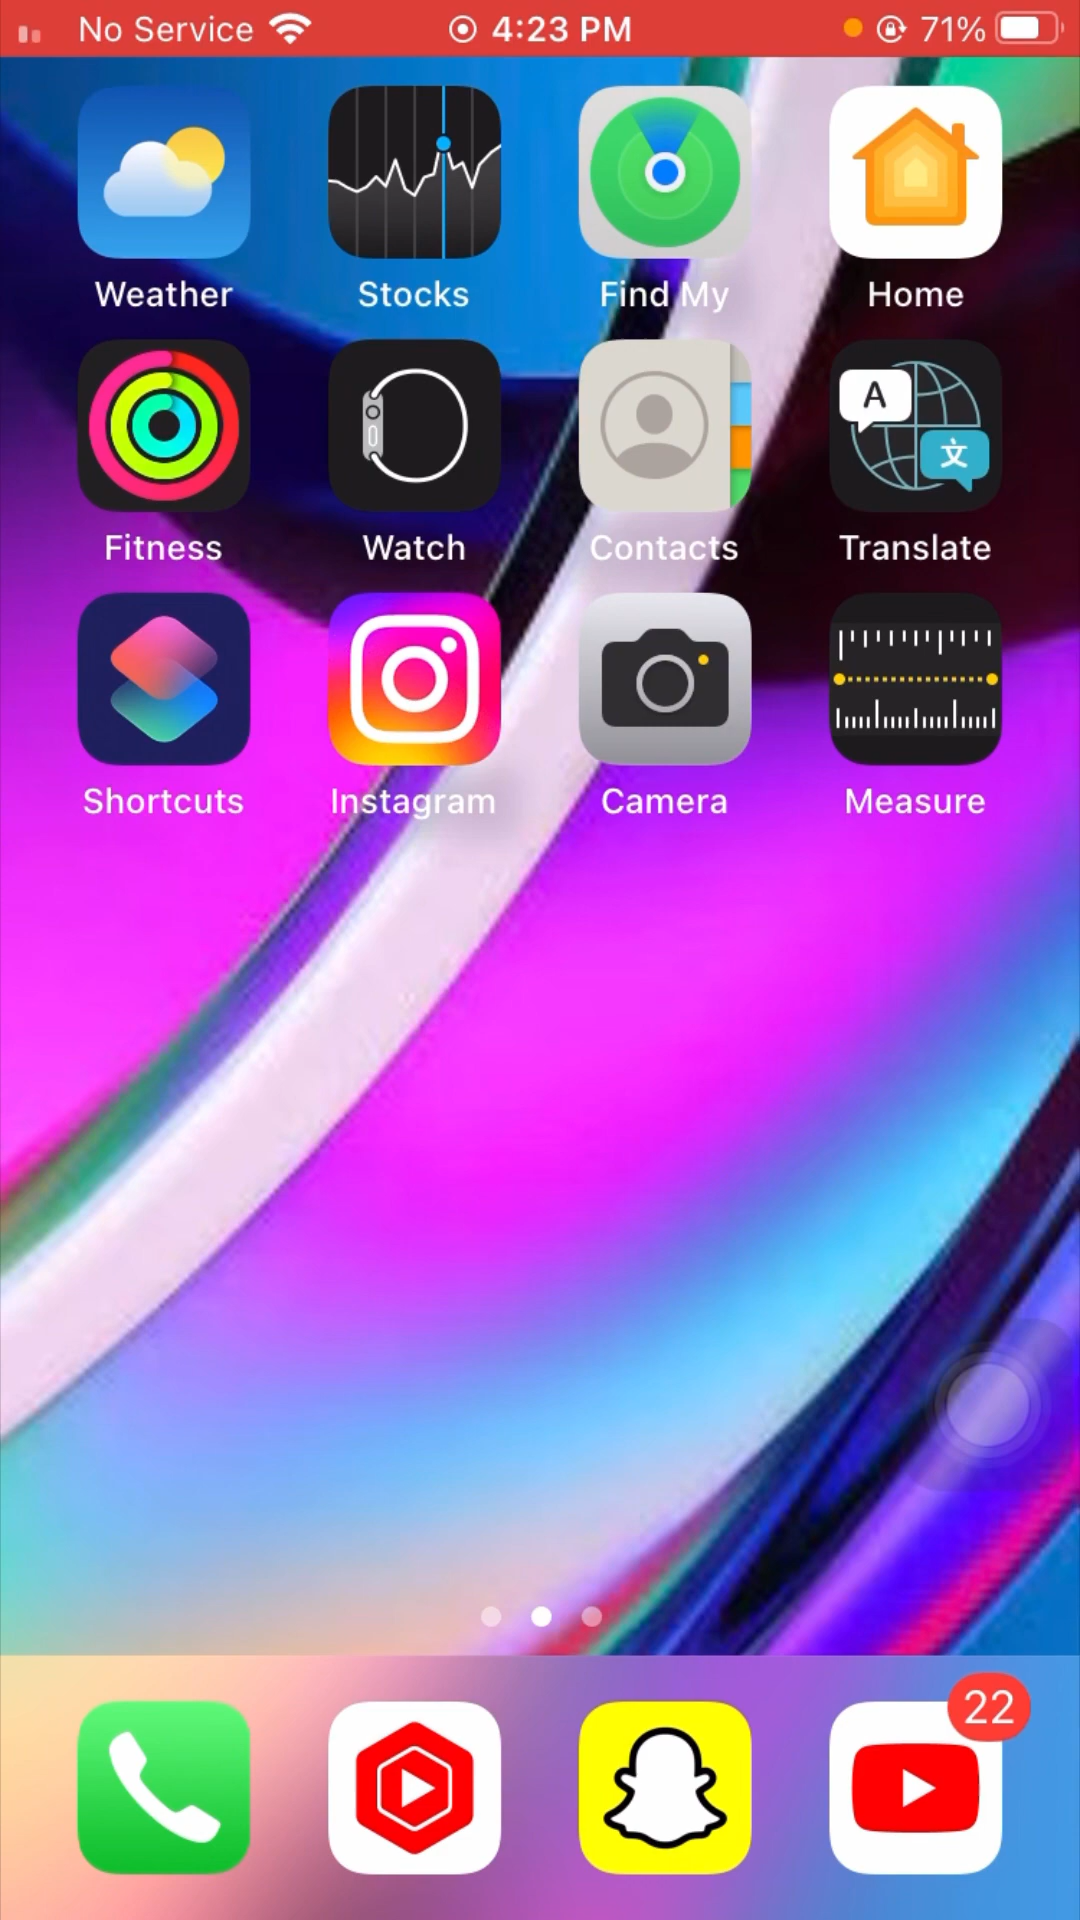 No Service 4:23 PM 71%
Weather Stocks Find My Home
A 文
Fitness Watch Contacts Translate
Shortcuts Instagram Camera Measure
22